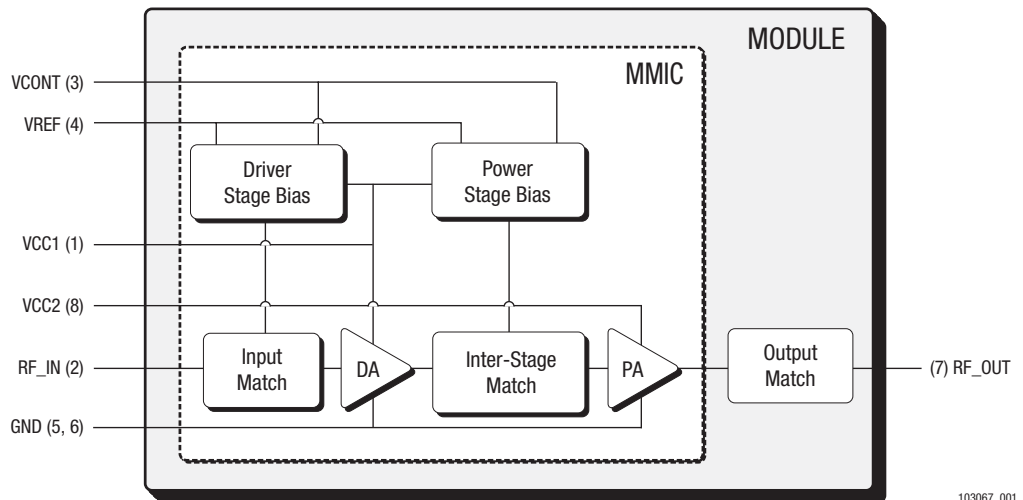 MODULE
MMIC
VCONT (3)
VREF (4)
Driver
Stage Bias
Power
Stage Bias
VCC1 (1)
VCC2 (8)
RF_IN (2)
Input
Match
DA
Inter-Stage
Match
PA
Output
Match
(7) RF_OUT
GND (5, 6)
103067_001